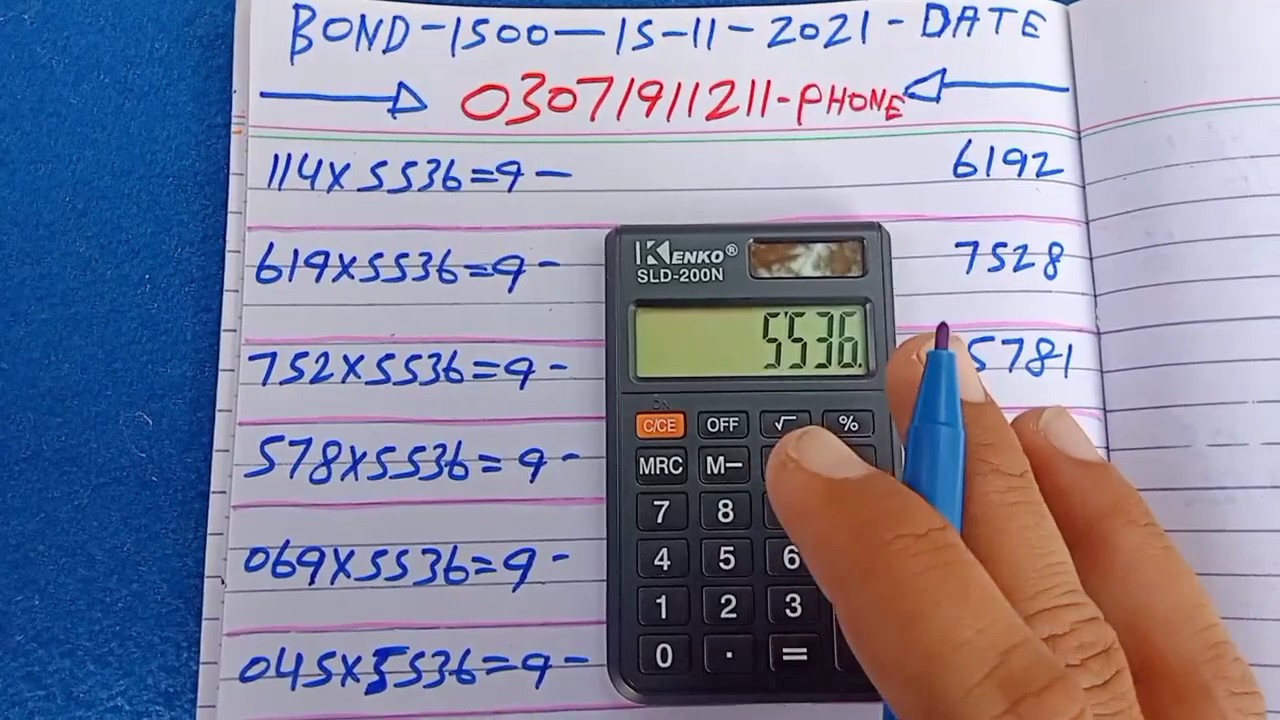 BOND-1500-15-11-2021-DATE
03071911211-PHONE
114X5536=9- 6192
619X5536=9- 7528
752X5536=9- 5781
578X5536=9-
069X5536=9-
045X5536=9-
KENKO®
SLD-200N
5536.
ON
C/CE OFF √ %
MRC M-
7 8
4 5 6
1 2 3
0 . =